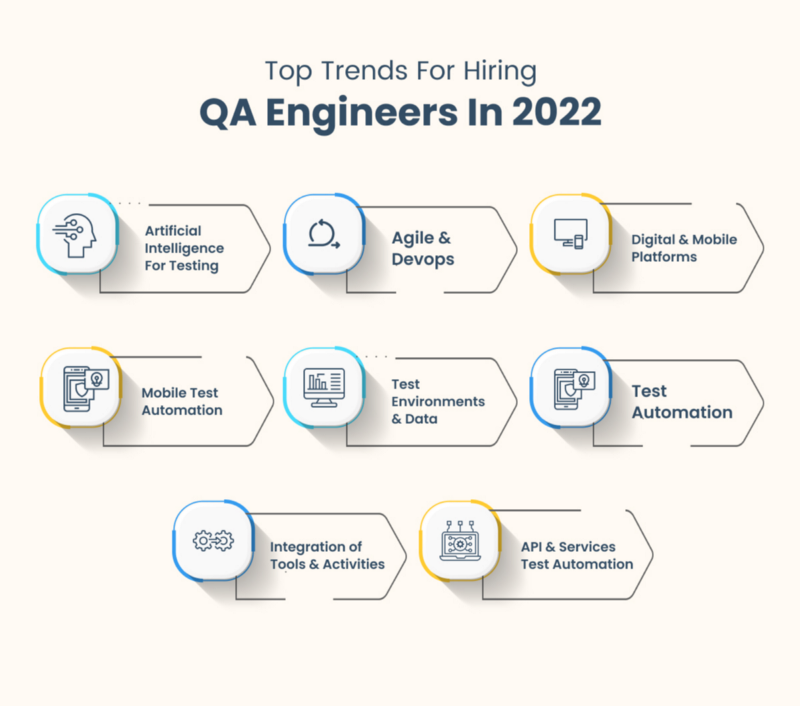 Top Trends For Hiring
QA Engineers In 2022
Artificial
Intelligence
For Testing
Agile &
Devops
Digital & Mobile
Platforms
Mobile Test
Automation
Test
Environments
& Data
Test
Automation
Integration of
Tools & Activities
API & Services
Test Automation